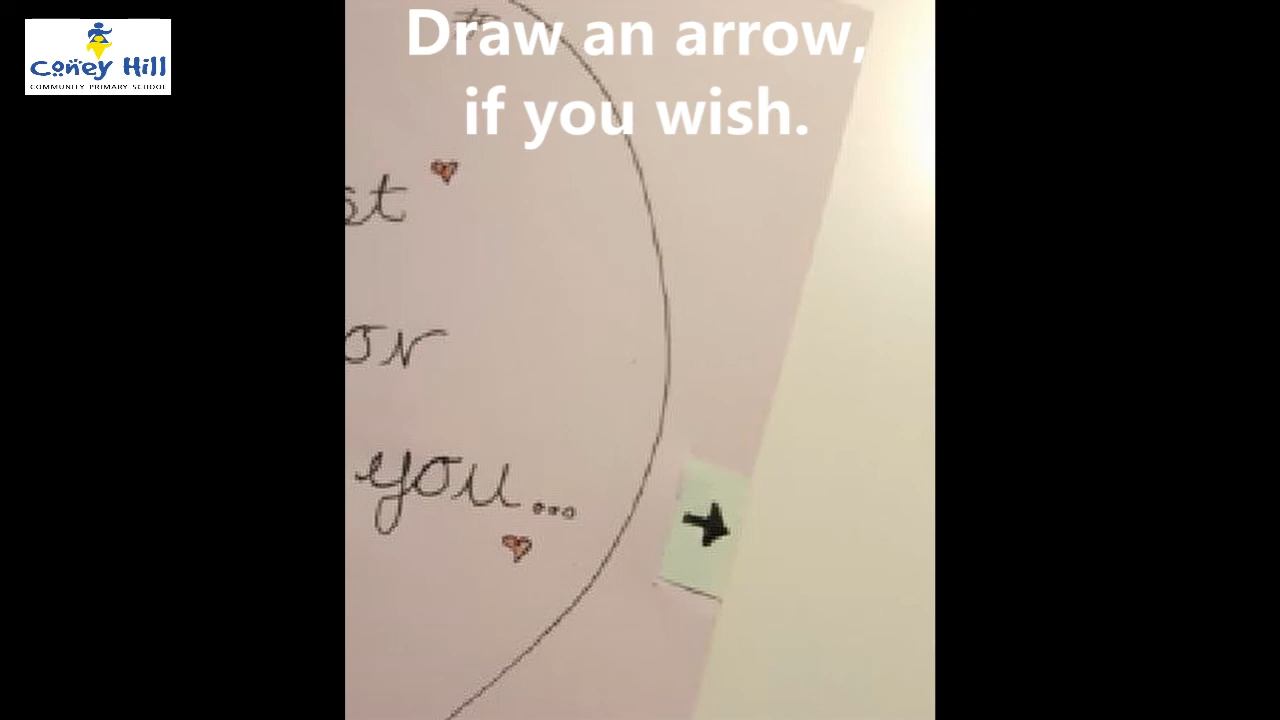 Coney Hill
COMMUNITY PRIMARY SCHOOL
Draw an arrow,
if you wish.
st
or
you...